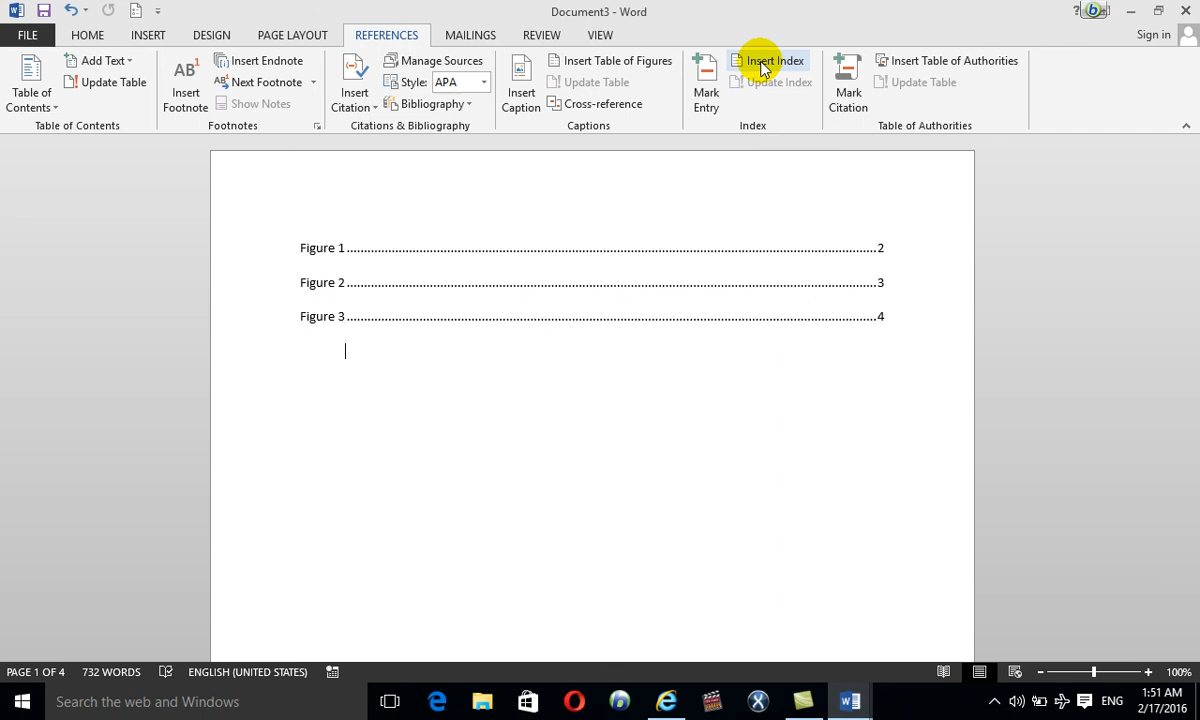 Document3 - Word
?
FILE HOME INSERT DESIGN PAGE LAYOUT REFERENCES MAILINGS REVIEW VIEW Sign in
Table of Contents
Add Text
Update Table
Table of Contents
AB1
Insert Footnote
Insert Endnote
Next Footnote
Show Notes
Footnotes
Insert Citation
Manage Sources
Style: APA
Bibliography
Citations & Bibliography
Insert Caption
Insert Table of Figures
Update Table
Cross-reference
Captions
Mark Entry
Insert Index
Update Index
Index
Mark Citation
Insert Table of Authorities
Update Table
Table of Authorities
Figure 1 ........................................ 2
Figure 2 ........................................ 3
Figure 3 ........................................ 4
PAGE 1 OF 4 732 WORDS ENGLISH (UNITED STATES) 100%
Search the web and Windows
ENG
1:51 AM
2/17/2016